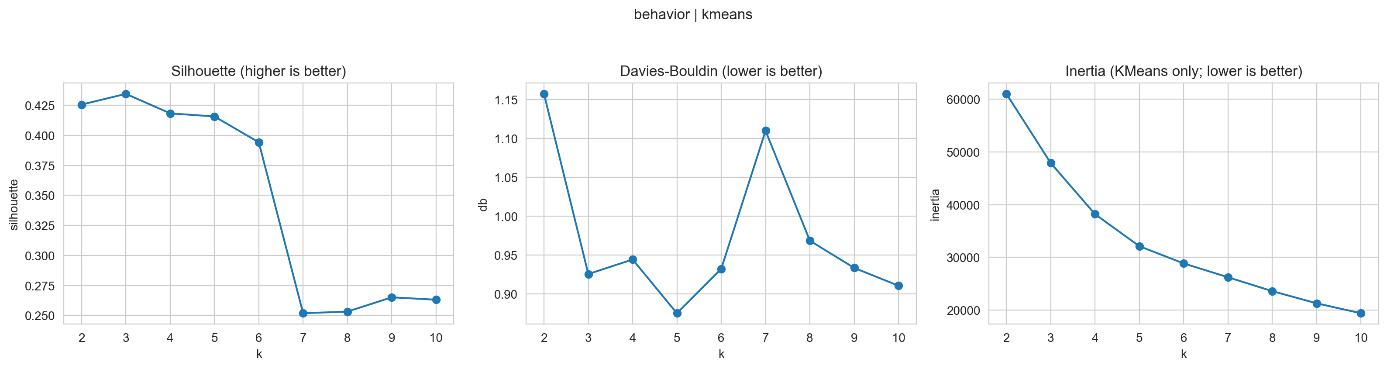 behavior | kmeans
Silhouette (higher is better)
0.425
0.400
0.375
0.350
0.325
0.300
0.275
0.250
silhouette
2 3 4 5 6 7 8 9 10
k
Davies-Bouldin (lower is better)
1.15
1.10
1.05
1.00
0.95
0.90
db
2 3 4 5 6 7 8 9 10
k
Inertia (KMeans only; lower is better)
60000
50000
40000
30000
20000
inertia
2 3 4 5 6 7 8 9 10
k